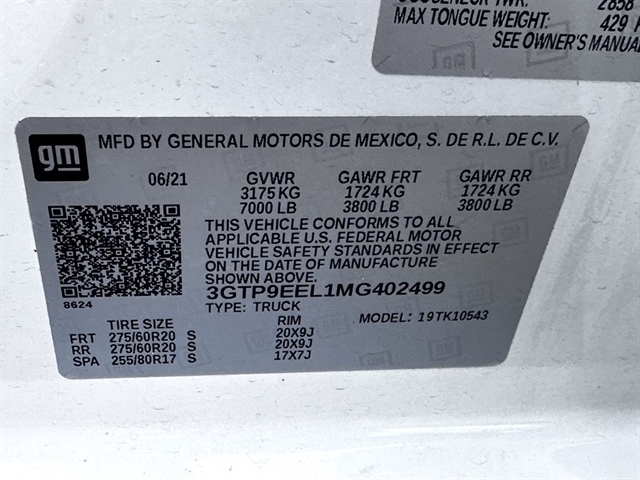 2858
MAX TONGUE WEIGHT: 429
SEE OWNER'S MANUAL
gm
MFD BY GENERAL MOTORS DE MEXICO, S. DE R.L. DE C.V.
06/21 GVWR GAWR FRT GAWR RR
3175 KG 1724 KG 1724 KG
7000 LB 3800 LB 3800 LB
THIS VEHICLE CONFORMS TO ALL
APPLICABLE U.S. FEDERAL MOTOR
VEHICLE SAFETY STANDARDS IN EFFECT
ON THE DATE OF MANUFACTURE
SHOWN ABOVE.
3GTP9EEL1MG402499
8624
TYPE: TRUCK MODEL: 19TK10543
TIRE SIZE RIM
FRT 275/60R20 S 20X9J
RR 275/60R20 S 20X9J
SPA 255/80R17 S 17X7J